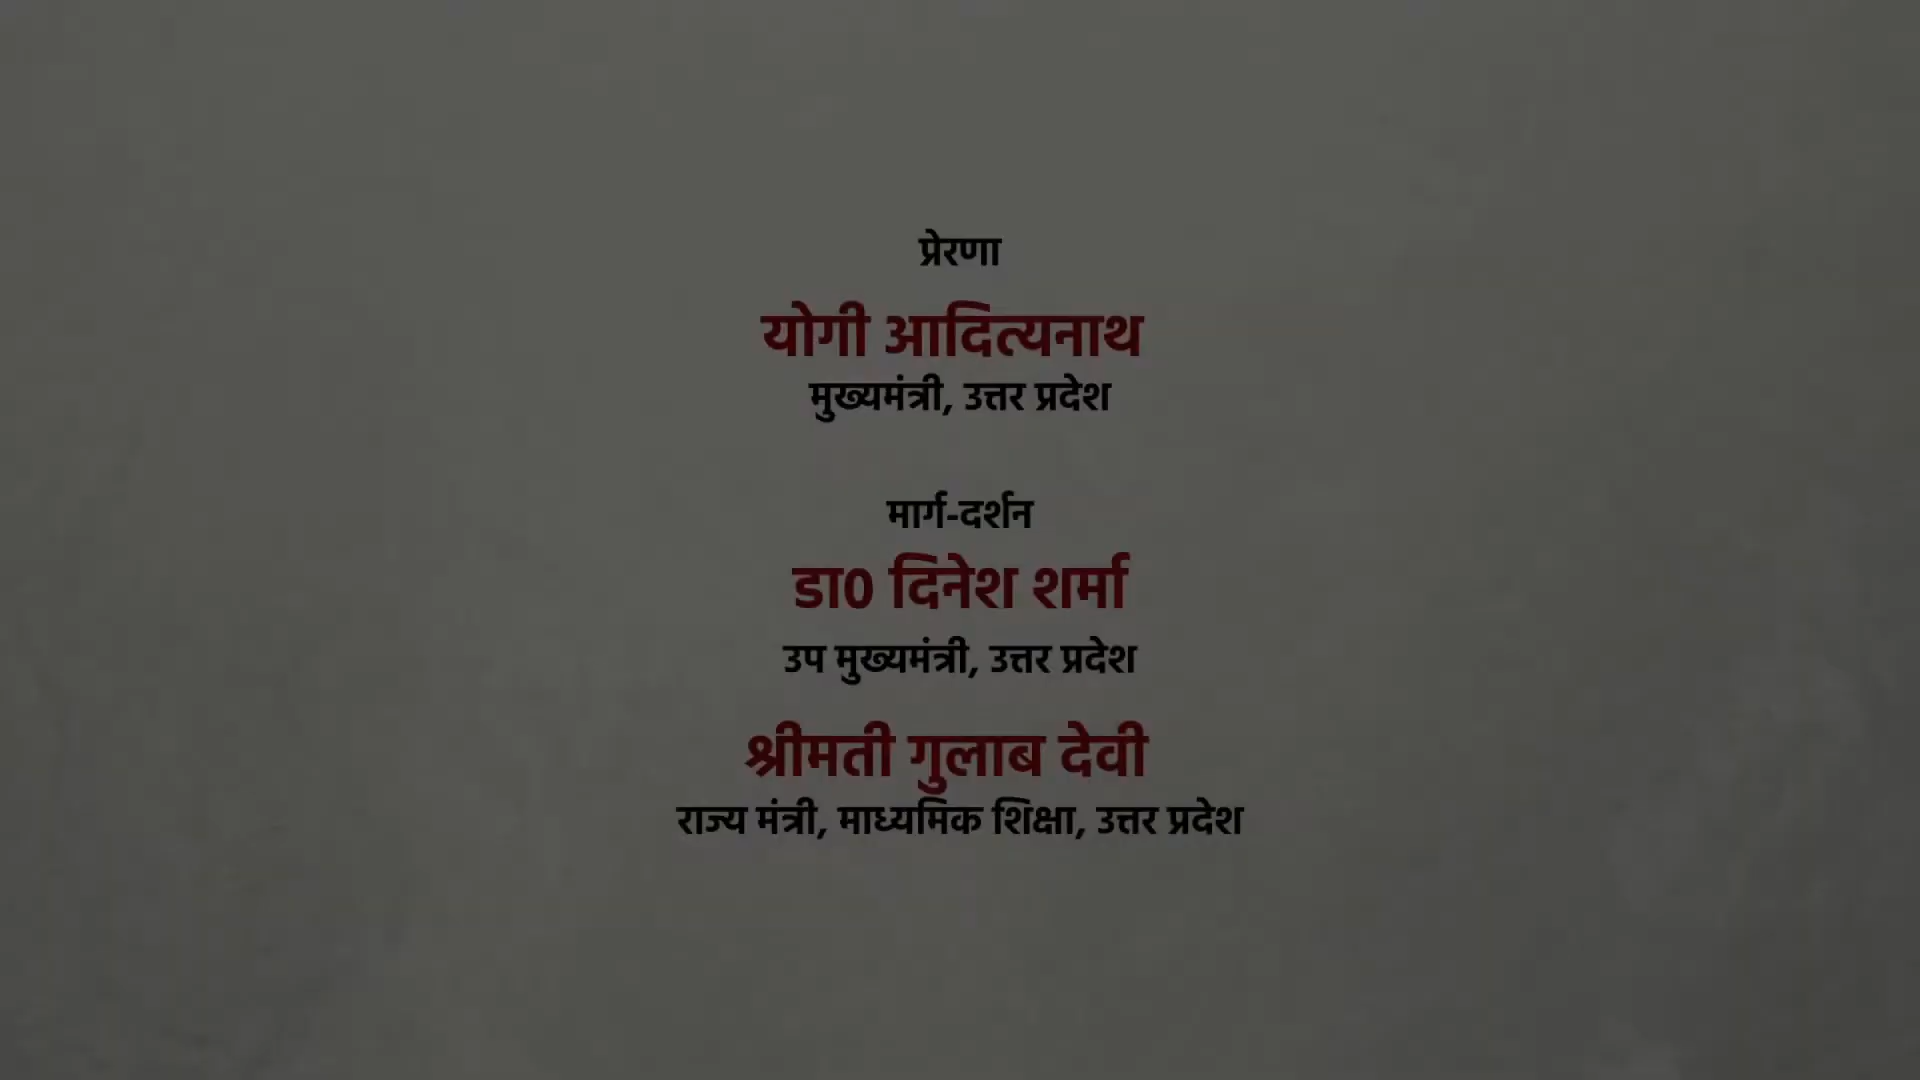 प्रेरणा
योगी आदित्यनाथ
मुख्यमंत्री, उत्तर प्रदेश
मार्ग-दर्शन
डा0 दिनेश शर्मा
उप मुख्यमंत्री, उत्तर प्रदेश
श्रीमती गुलाब देवी
राज्य मंत्री, माध्यमिक शिक्षा, उत्तर प्रदेश